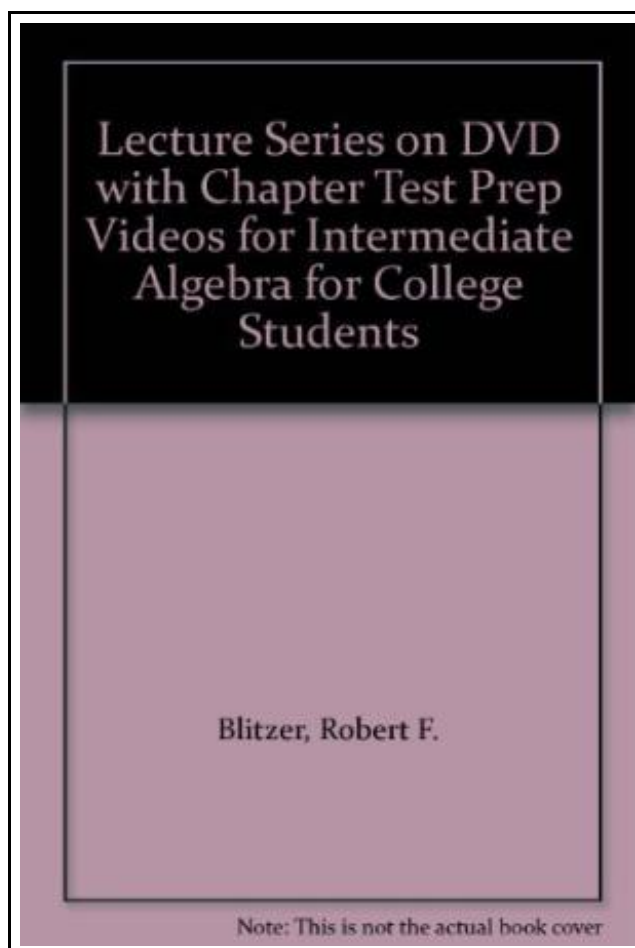 Lecture Series on DVD
with Chapter Test Prep
Videos for Intermediate
Algebra for College
Students
Blitzer, Robert F.
Note: This is not the actual book cover